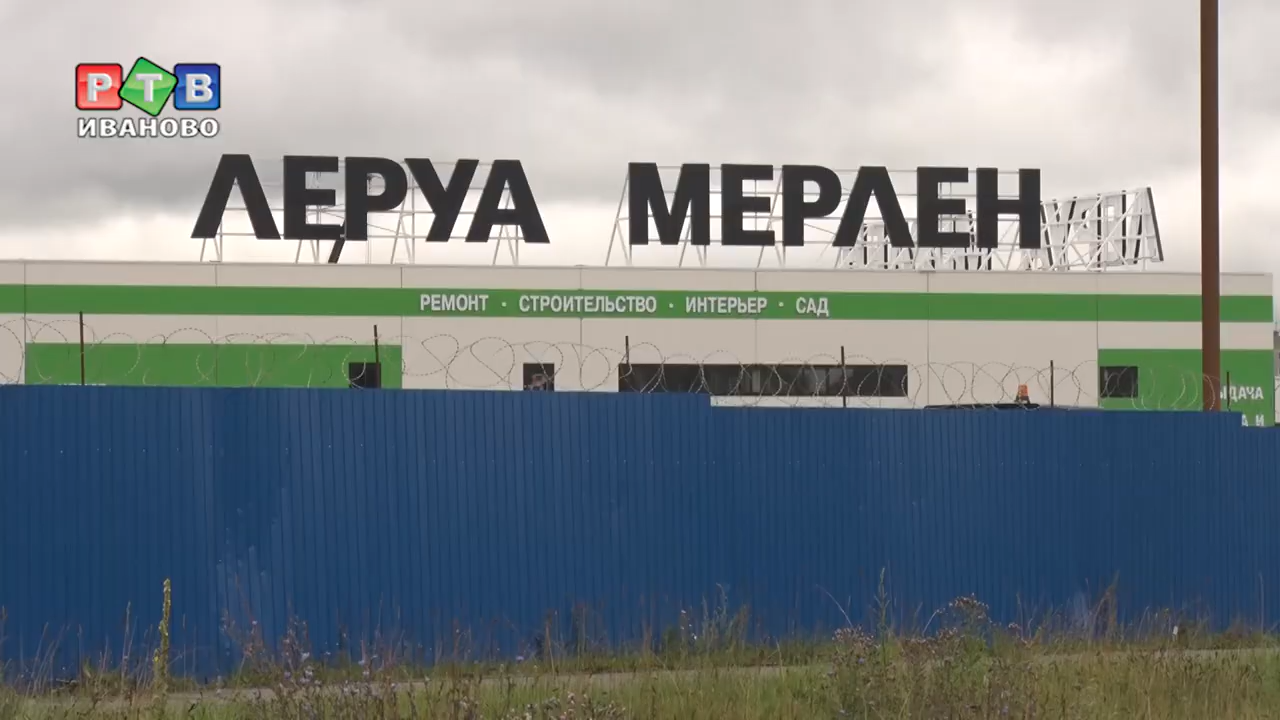 РТВ
ИВАНОВО
ЛЕРУА МЕРЛЕН
РЕМОНТ · СТРОИТЕЛЬСТВО · ИНТЕРЬЕР · САД